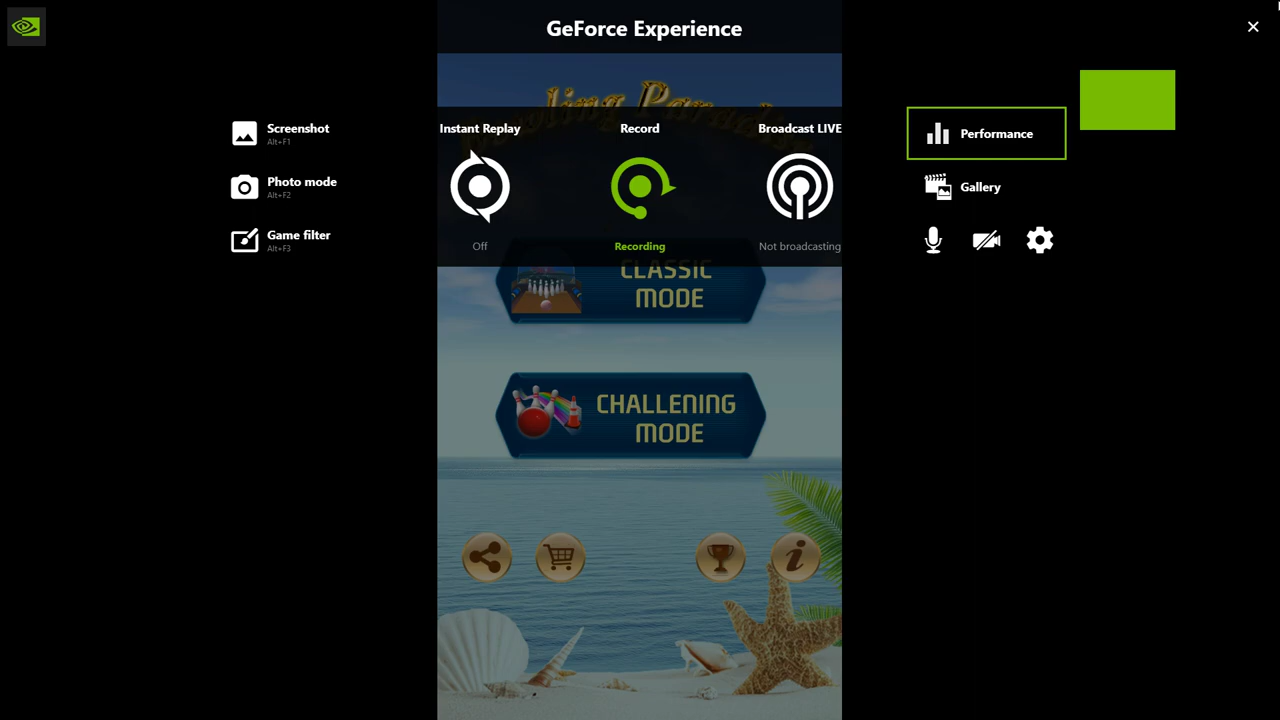 GeForce Experience
Screenshot
Alt+F1
Photo mode
Alt+F2
Game filter
Alt+F3
Instant Replay
Off
Record
Recording
Broadcast LIVE
Not broadcasting
Performance
Gallery
CLASSIC
MODE
CHALLENING
MODE